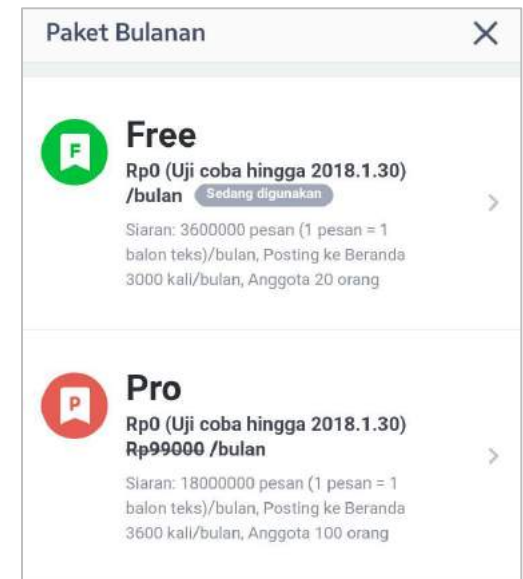 Paket Bulanan
F
Free
Rp0 (Uji coba hingga 2018.1.30)
/bulan Sedang digunakan
Siaran: 3600000 pesan (1 pesan = 1
balon teks)/bulan, Posting ke Beranda
3000 kali/bulan, Anggota 20 orang
P
Pro
Rp0 (Uji coba hingga 2018.1.30)
Rp99000 /bulan
Siaran: 18000000 pesan (1 pesan = 1
balon teks)/bulan, Posting ke Beranda
3600 kali/bulan, Anggota 100 orang